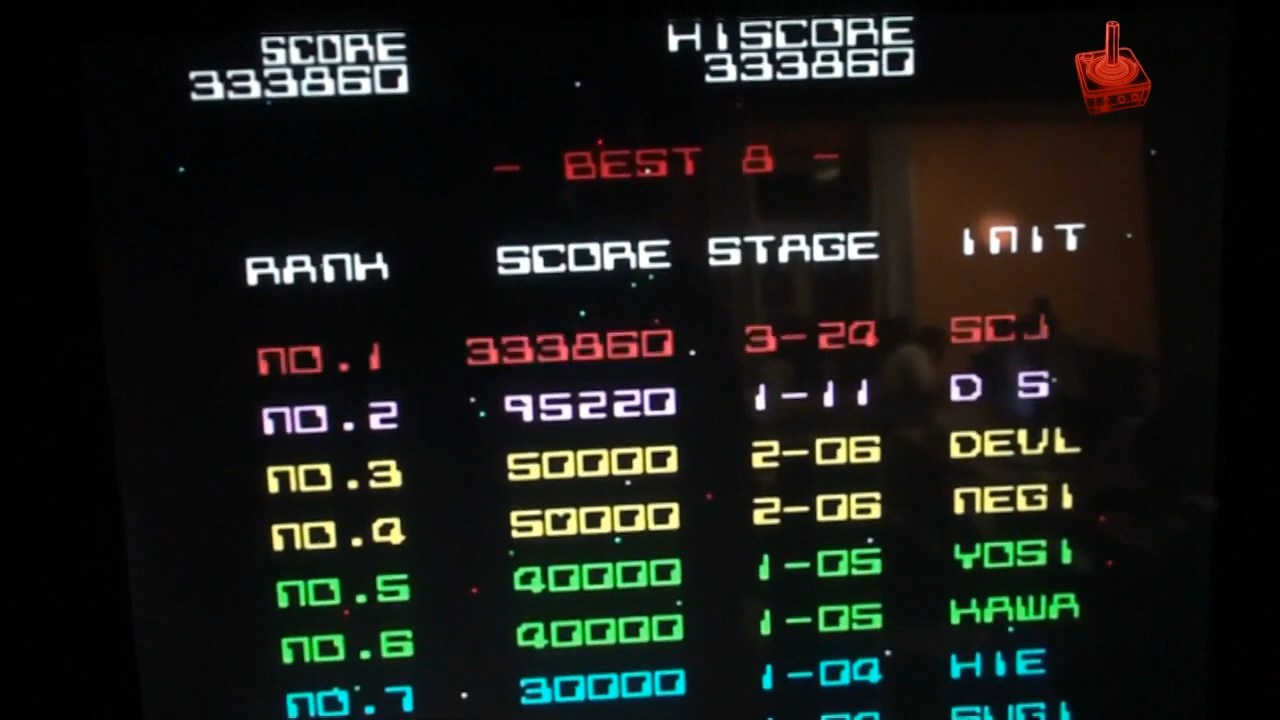 SCORE HISCORE
333860 333860
- BEST 8 -
RANK SCORE STAGE INIT
NO.1 333860 3-24 SCJ
NO.2 95220 1-11 D S
NO.3 50000 2-06 DEVL
NO.4 50000 2-06 NEGI
NO.5 40000 1-05 YOSI
NO.6 40000 1-05 KAWA
NO.7 30000 1-04 HIE